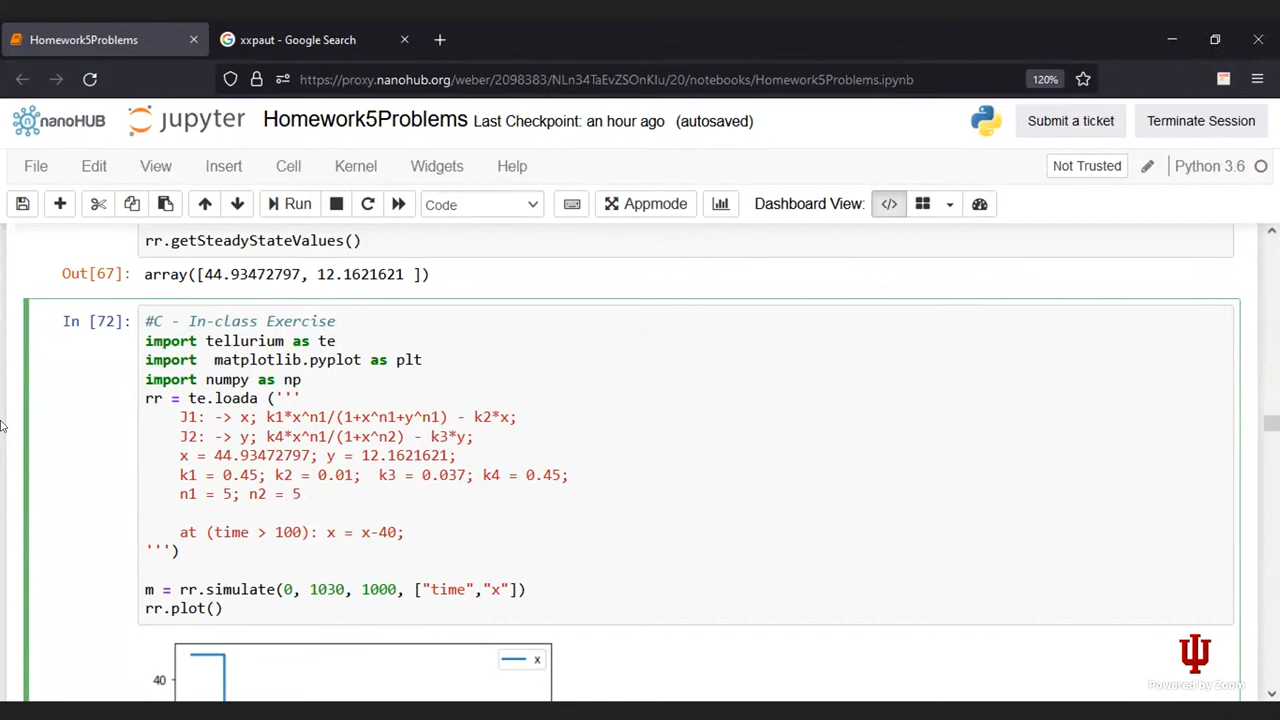 Homework5Problems
xxpaut - Google Search
https://proxy.nanohub.org/weber/2098383/NLn34TaEvZSOnKIu/20/notebooks/Homework5Problems.ipynb
120%
nanoHUB
jupyter
Homework5Problems Last Checkpoint: an hour ago (autosaved)
Submit a ticket
Terminate Session
File Edit View Insert Cell Kernel Widgets Help
Not Trusted
Python 3.6
Run
Code
Appmode
Dashboard View:
rr.getSteadyStateValues()
Out[67]: array([44.93472797, 12.1621621 ])
In [72]: #C - In-class Exercise
import tellurium as te
import  matplotlib.pyplot as plt
import numpy as np
rr = te.loada ('''
J1: -> x; k1*x^n1/(1+x^n1+y^n1) - k2*x;
J2: -> y; k4*x^n1/(1+x^n2) - k3*y;
x = 44.93472797; y = 12.1621621;
k1 = 0.45; k2 = 0.01;  k3 = 0.037; k4 = 0.45;
n1 = 5; n2 = 5
at (time > 100): x = x-40;
''')
m = rr.simulate(0, 1030, 1000, ["time","x"])
rr.plot()
x
40
Powered by Zoom